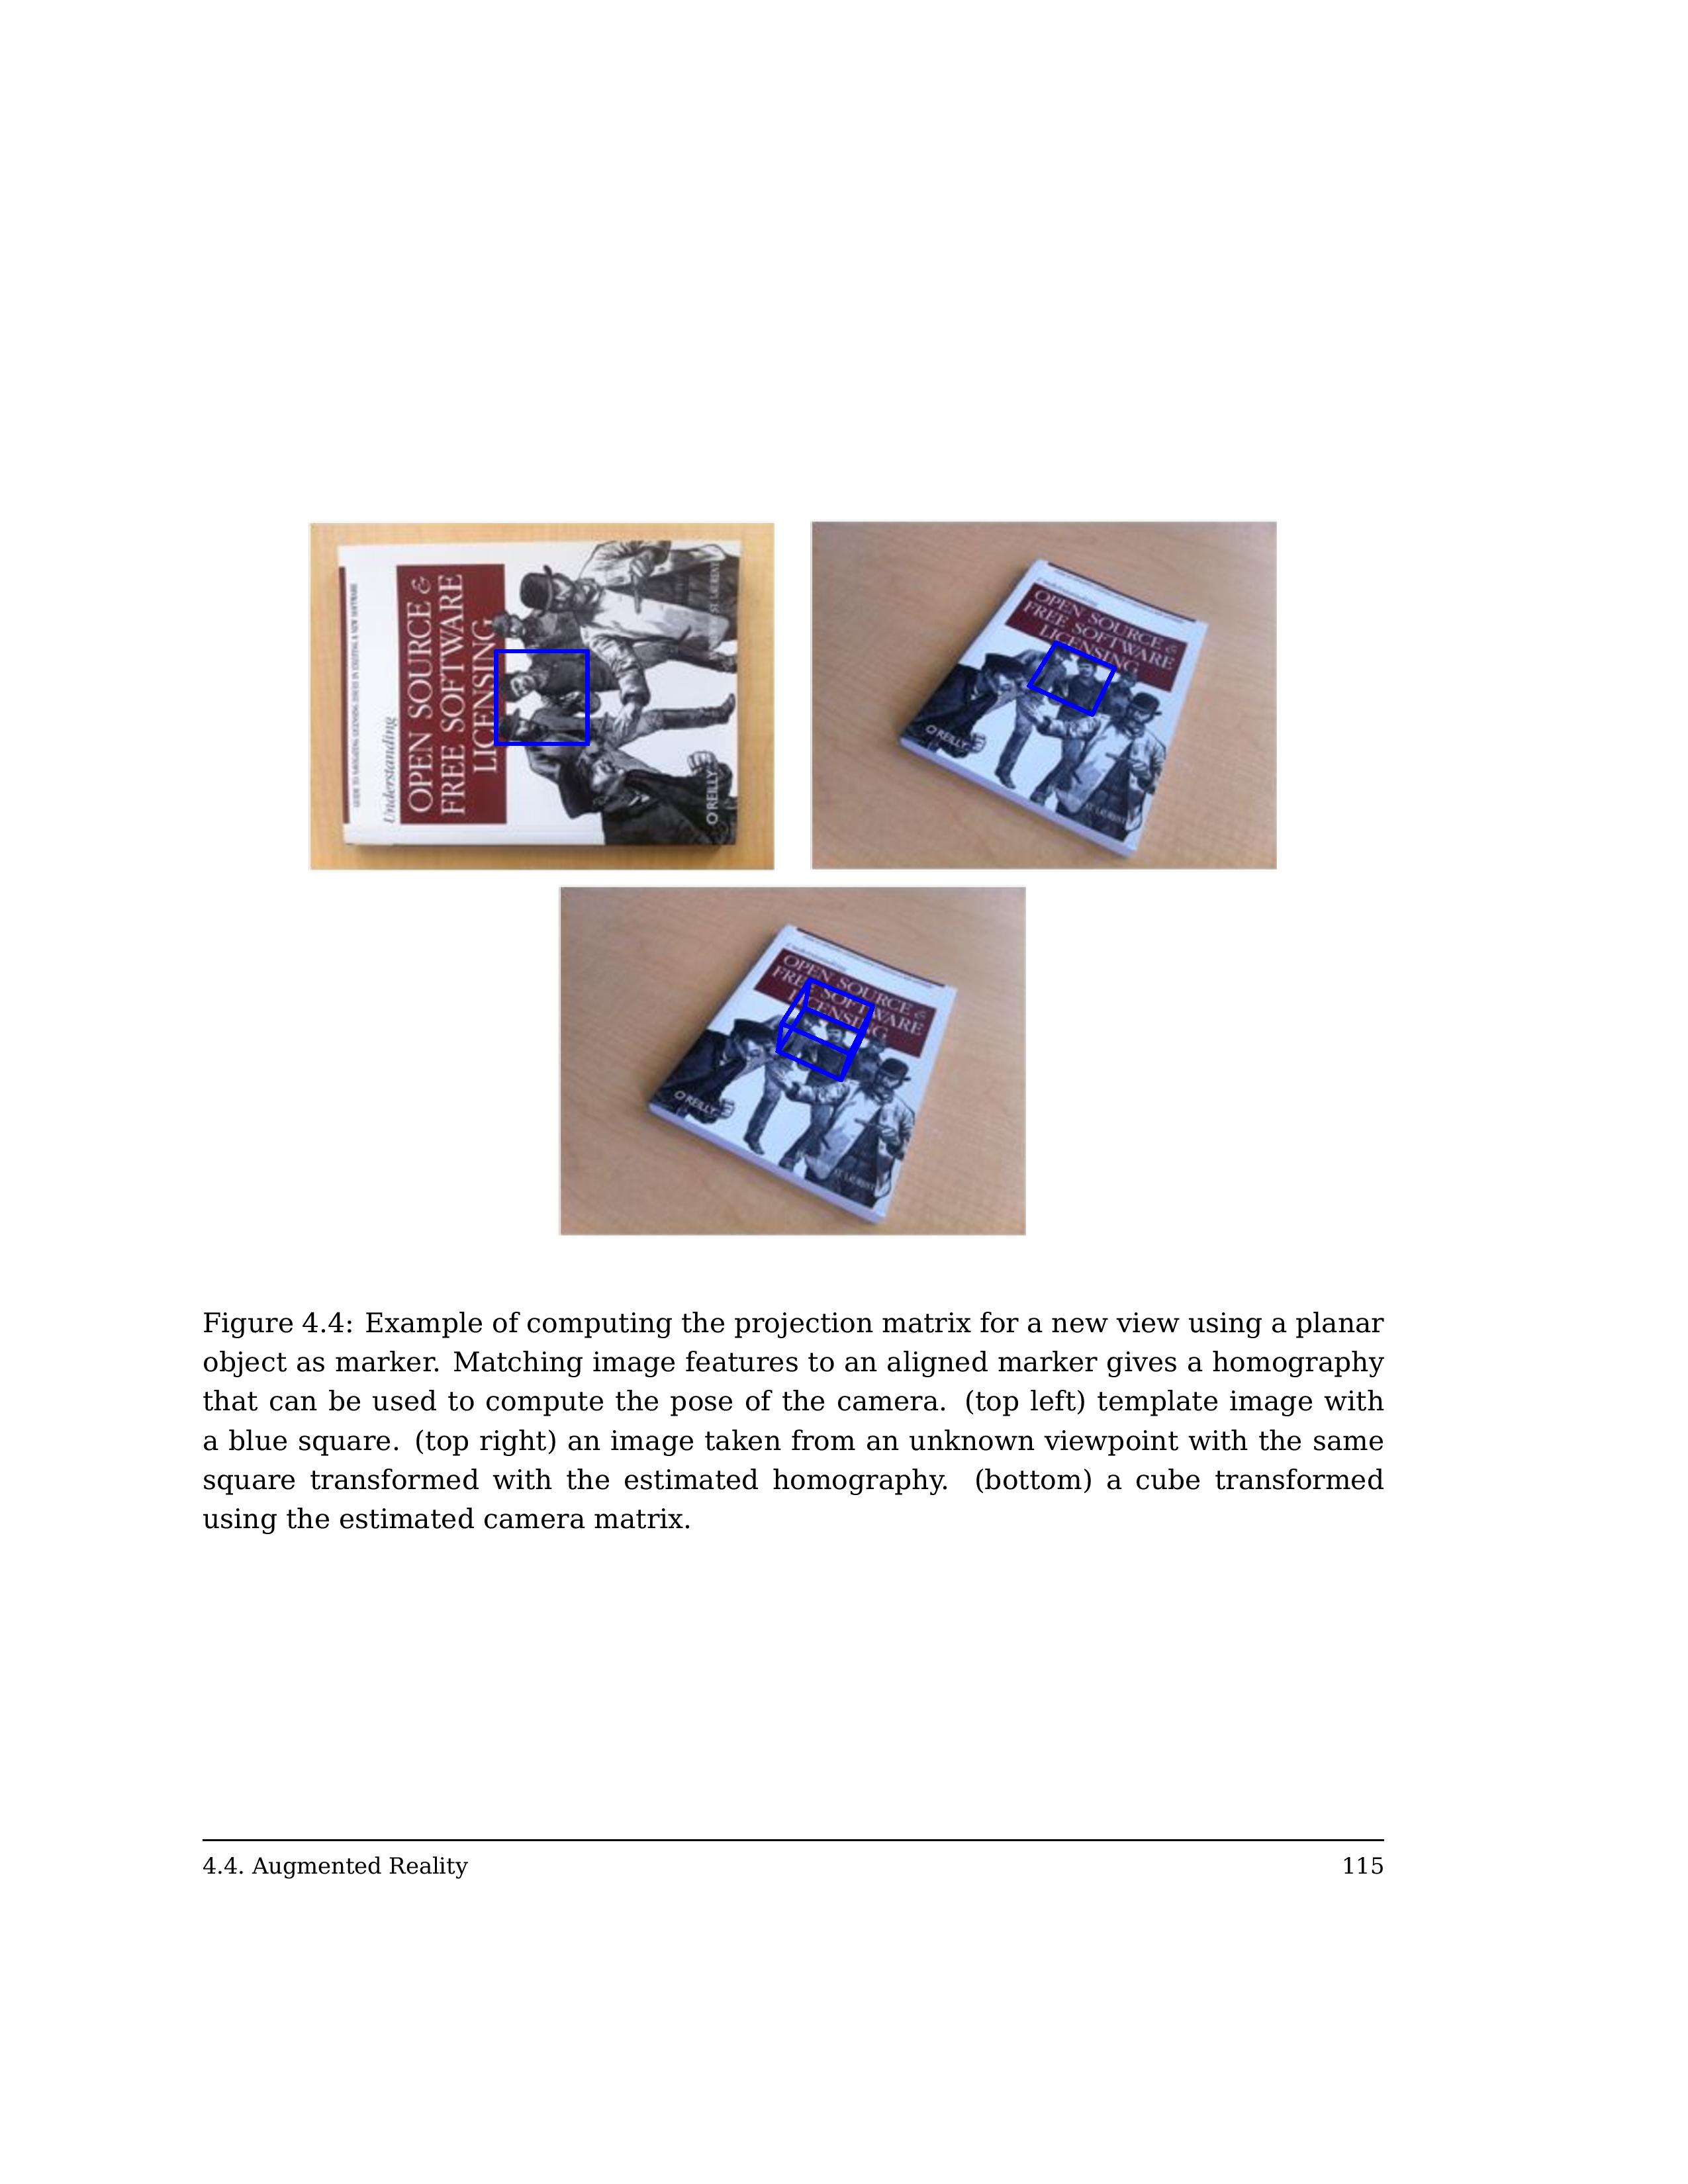 GUIDE TO NAVIGATING LICENSING ISSUES IN EXISTING & NEW SOFTWARE
Understanding
OPEN SOURCE &
FREE SOFTWARE
LICENSING
ST. LAURENT
O'REILLY
Understanding
OPEN SOURCE &
FREE SOFTWARE
LICENSING
O'REILLY
ST. LAURENT
Understanding
OPEN SOURCE &
FREE SOFTWARE
LICENSING
O'REILLY
ST. LAURENT
Figure 4.4: Example of computing the projection matrix for a new view using a planar
object as marker. Matching image features to an aligned marker gives a homography
that can be used to compute the pose of the camera. (top left) template image with
a blue square. (top right) an image taken from an unknown viewpoint with the same
square transformed with the estimated homography. (bottom) a cube transformed
using the estimated camera matrix.
4.4. Augmented Reality 115